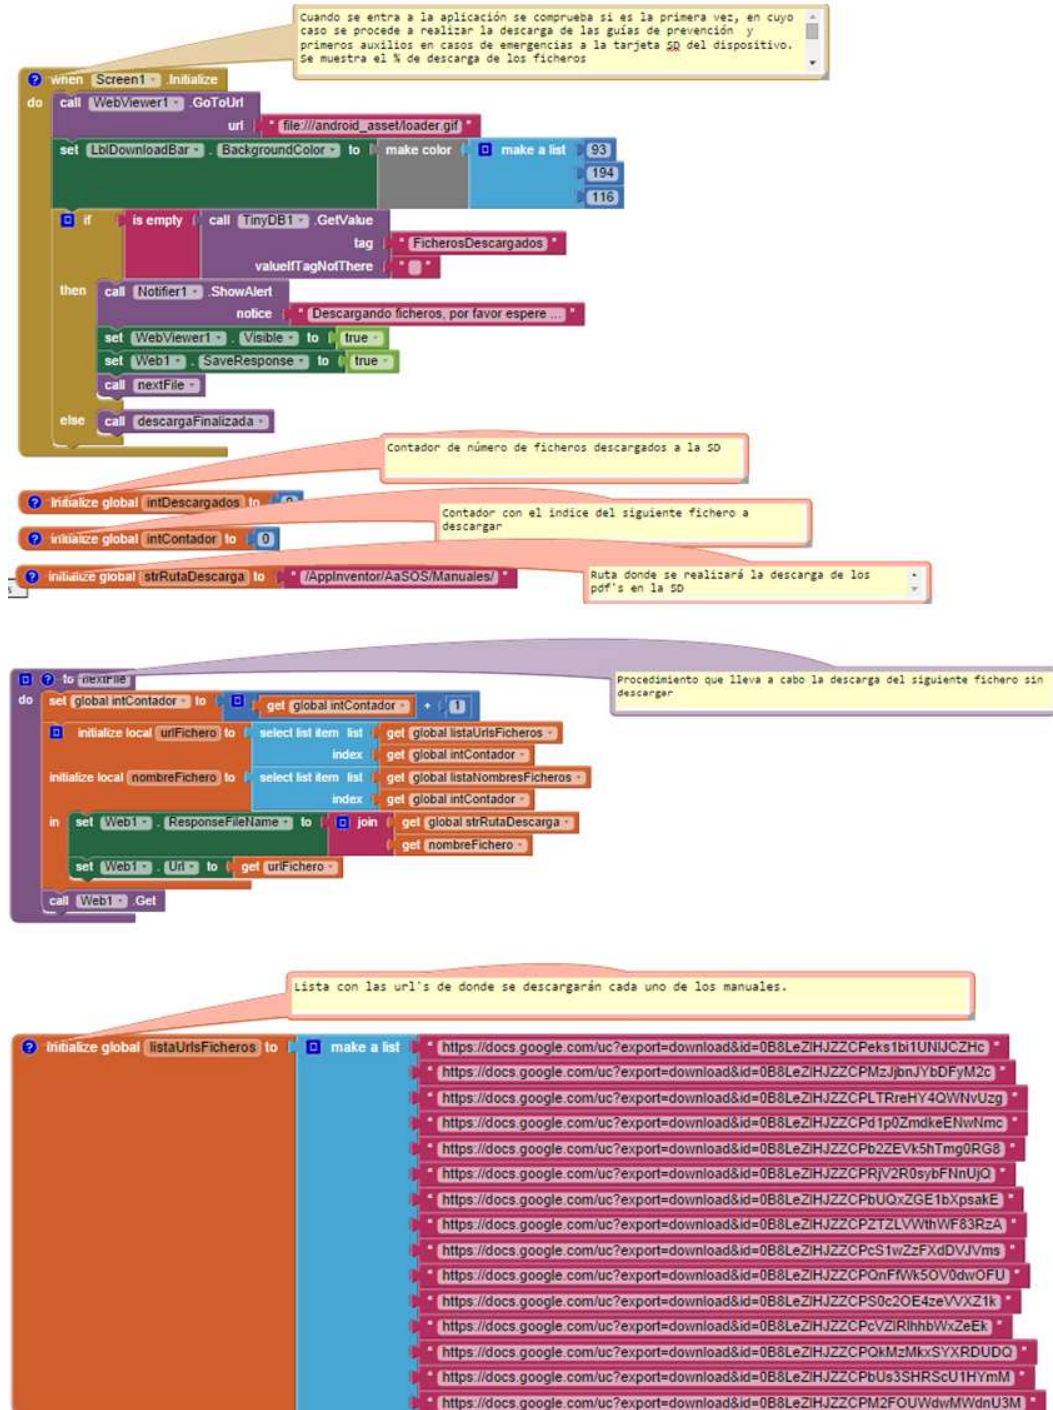 Cuando se entra a la aplicación se comprueba si es la primera vez, en cuyo
caso se procede a realizar la descarga de las guías de prevención y
primeros auxilios en casos de emergencias a la tarjeta SD del dispositivo.
Se muestra el % de descarga de los ficheros
when Screen1 .Initialize
do call WebViewer1 .GoToUrl
url " file:///android_asset/loader.gif "
set LblDownloadBar . BackgroundColor to make color make a list 93
194
116
if is empty call TinyDB1 .GetValue
tag " FicherosDescargados "
valueIfTagNotThere " "
then call Notifier1 .ShowAlert
notice " Descargando ficheros, por favor espere ... "
set WebViewer1 . Visible to true
set Web1 . SaveResponse to true
call nextFile
else call descargaFinalizada
Contador de número de ficheros descargados a la SD
initialize global intDescargados to 0
Contador con el indice del siguiente fichero a
descargar
initialize global intContador to 0
initialize global strRutaDescarga to " /AppInventor/AaSOS/Manuales/ "
Ruta donde se realizará la descarga de los
pdf's en la SD
to nextFile
Procedimiento que lleva a cabo la descarga del siguiente fichero sin
descargar
do set global intContador to get global intContador + 1
initialize local urlFichero to select list item list get global listaUrlsFicheros
index get global intContador
initialize local nombreFichero to select list item list get global listaNombresFicheros
index get global intContador
in set Web1 . ResponseFileName to join get global strRutaDescarga
get nombreFichero
set Web1 . Url to get urlFichero
call Web1 .Get
Lista con las url's de donde se descargarán cada uno de los manuales.
initialize global listaUrlsFicheros to make a list " https://docs.google.com/uc?export=download&id=0B8LeZIHJZZCPeks1bi1UNlJCZHc "
" https://docs.google.com/uc?export=download&id=0B8LeZIHJZZCPMzJjbnJYbDFyM2c "
" https://docs.google.com/uc?export=download&id=0B8LeZIHJZZCPLTRreHY4QWNvUzg "
" https://docs.google.com/uc?export=download&id=0B8LeZIHJZZCPd1p0ZmdkeENwNmc "
" https://docs.google.com/uc?export=download&id=0B8LeZIHJZZCPb2ZEVk5hTmg0RG8 "
" https://docs.google.com/uc?export=download&id=0B8LeZIHJZZCPRjV2R0sybFNnUjQ "
" https://docs.google.com/uc?export=download&id=0B8LeZIHJZZCPbUQxZGE1bXpsakE "
" https://docs.google.com/uc?export=download&id=0B8LeZIHJZZCPZTZLVWthWF83RzA "
" https://docs.google.com/uc?export=download&id=0B8LeZIHJZZCPcS1wZzFXdDVJVms "
" https://docs.google.com/uc?export=download&id=0B8LeZIHJZZCPQnFfWk5OV0dwOFU "
" https://docs.google.com/uc?export=download&id=0B8LeZIHJZZCPS0c2OE4zeVVXZ1k "
" https://docs.google.com/uc?export=download&id=0B8LeZIHJZZCPcVZIRlhhbWxZeEk "
" https://docs.google.com/uc?export=download&id=0B8LeZIHJZZCPQkMzMkxSYXRDUDQ "
" https://docs.google.com/uc?export=download&id=0B8LeZIHJZZCPbUs3SHRScU1HYmM "
" https://docs.google.com/uc?export=download&id=0B8LeZIHJZZCPM2FOUWdwMWdnU3M "